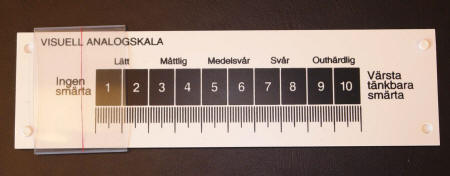 VISUELL ANALOGSKALA
Lätt Måttlig Medelsvår Svår Outhärdlig
Ingen smärta
1 2 3 4 5 6 7 8 9 10
Värsta
tänkbara
smärta